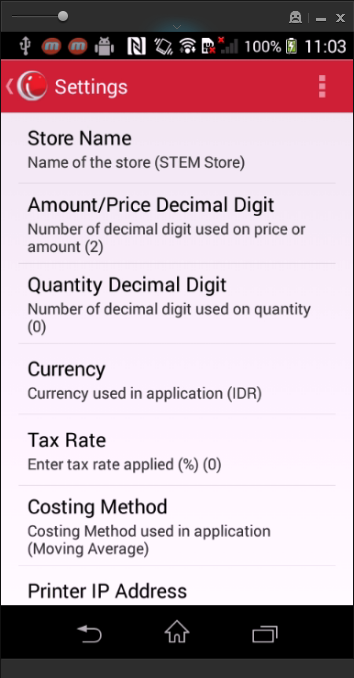 100% 11:03
Settings
Store Name
Name of the store (STEM Store)
Amount/Price Decimal Digit
Number of decimal digit used on price or
amount (2)
Quantity Decimal Digit
Number of decimal digit used on quantity
(0)
Currency
Currency used in application (IDR)
Tax Rate
Enter tax rate applied (%) (0)
Costing Method
Costing Method used in application
(Moving Average)
Printer IP Address